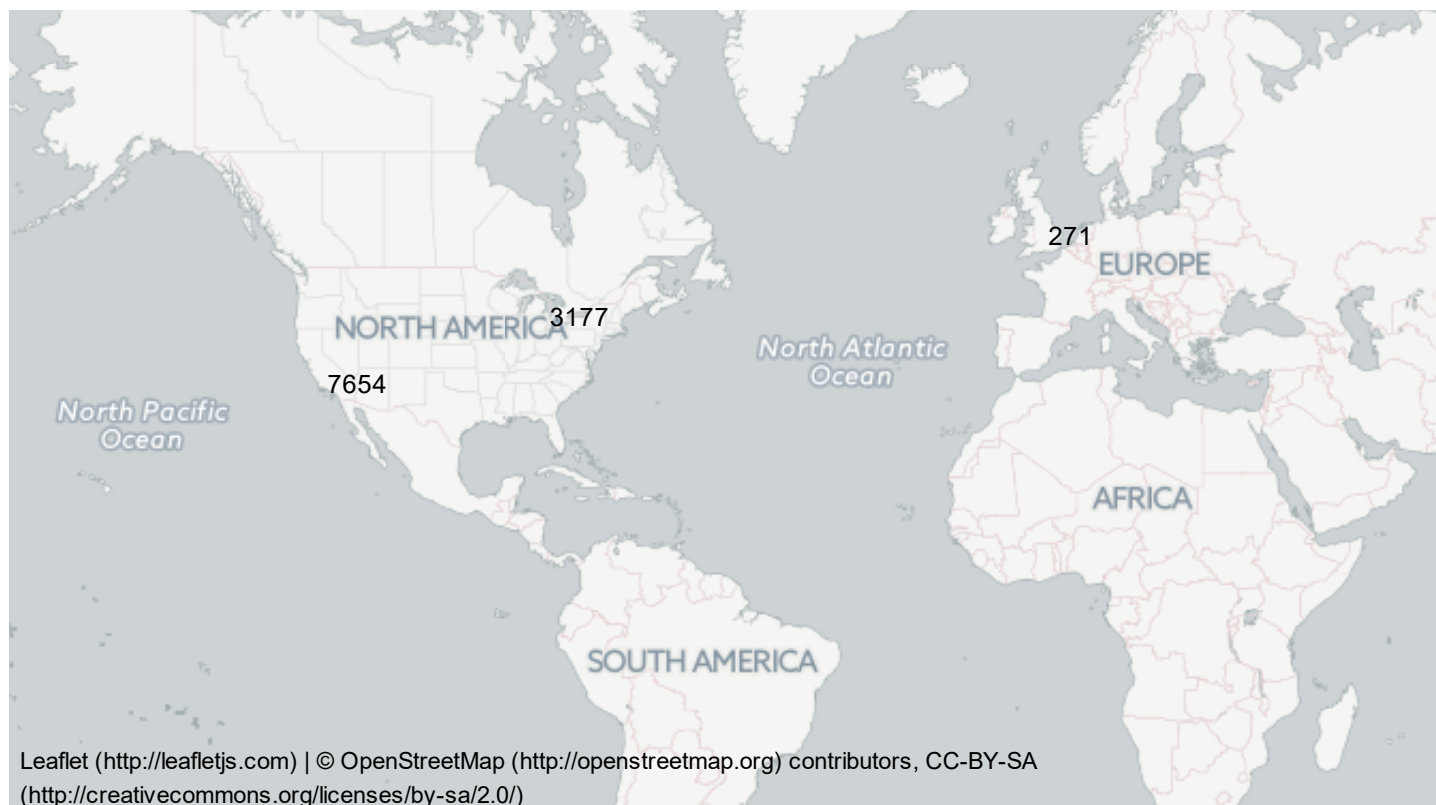 271
EUROPE
3177
NORTH AMERICA
North Atlantic
Ocean
7654
North Pacific
Ocean
AFRICA
SOUTH AMERICA
Leaflet (http://leafletjs.com) | © OpenStreetMap (http://openstreetmap.org) contributors, CC-BY-SA
(http://creativecommons.org/licenses/by-sa/2.0/)